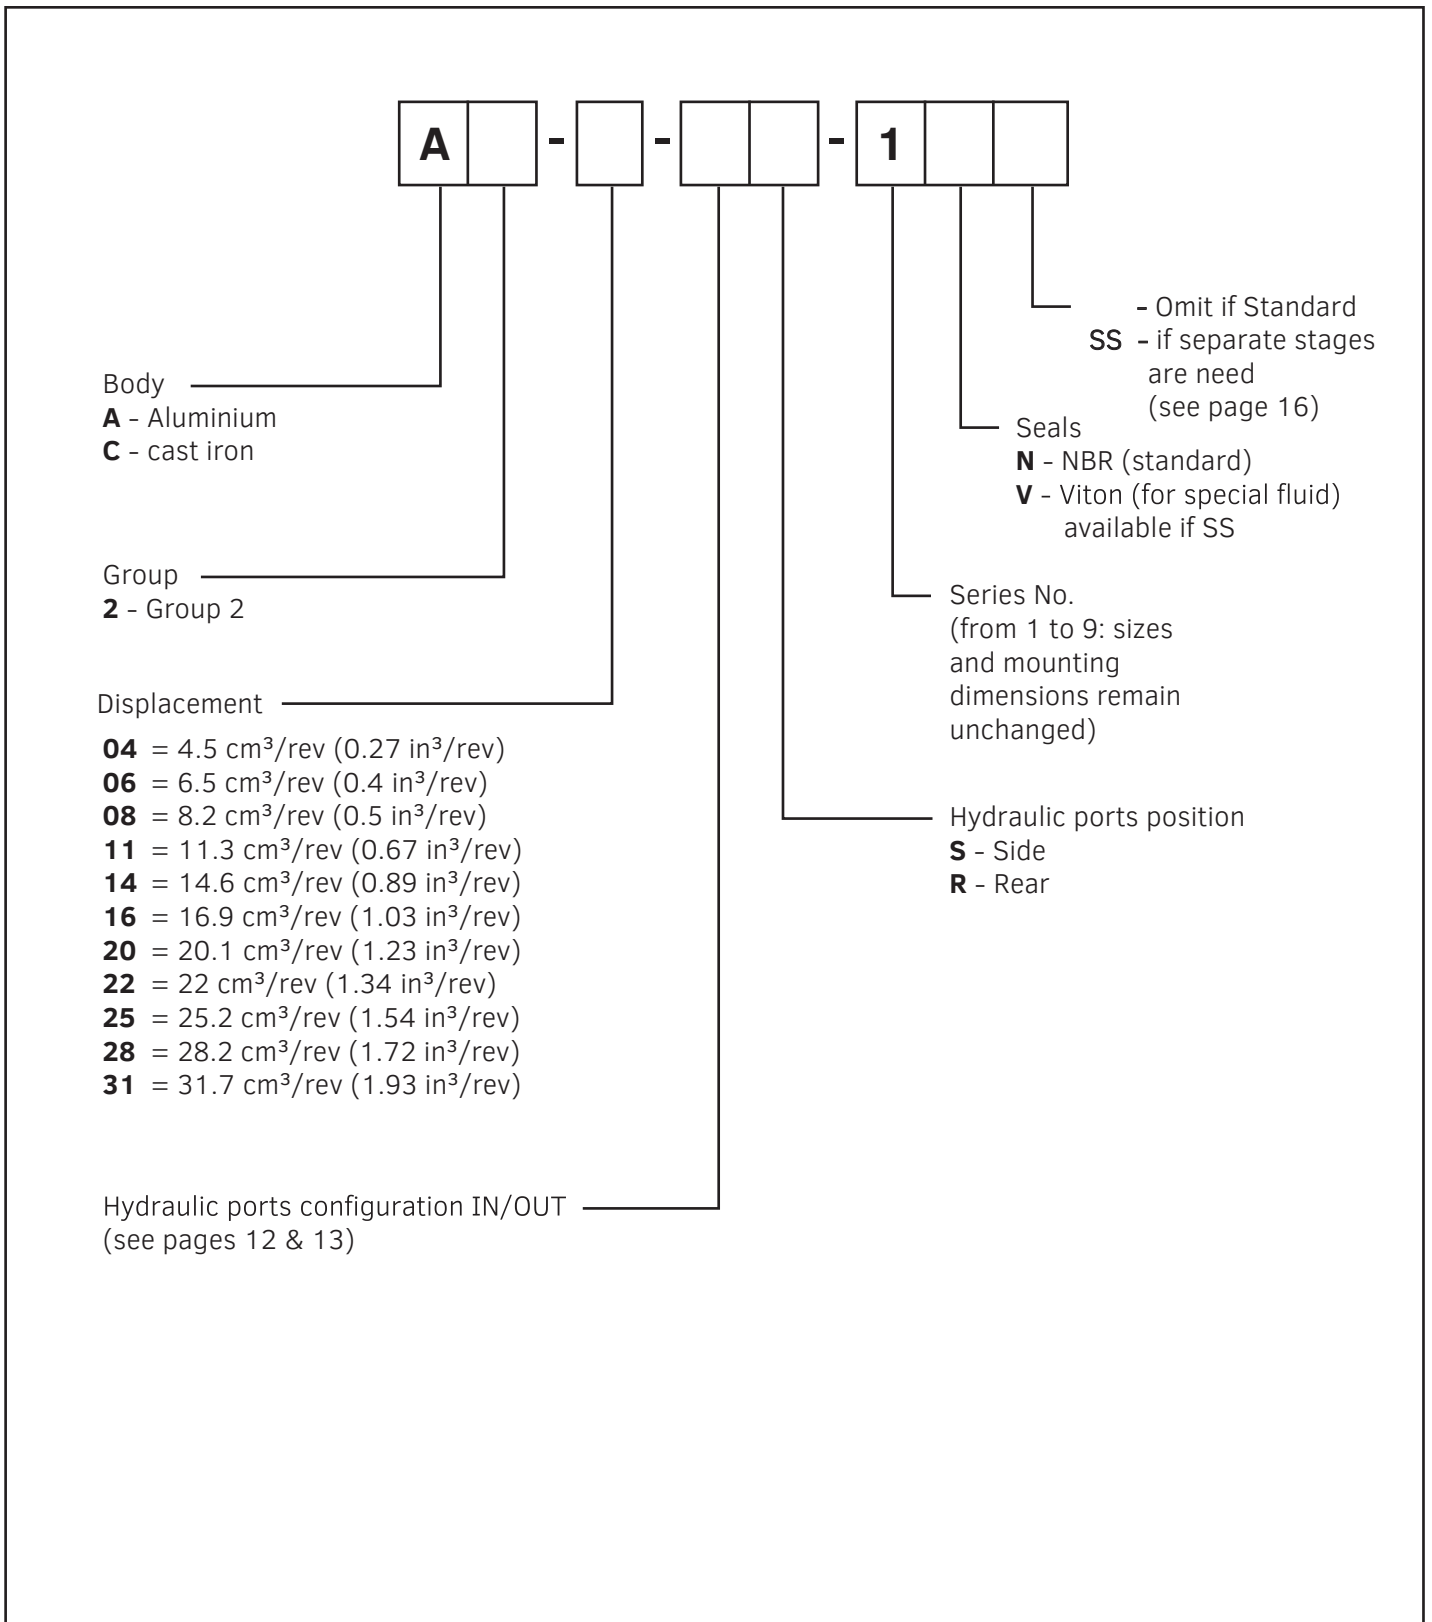 A - - - 1
- Omit if Standard
SS - if separate stages
are need
(see page 16)
Body
A - Aluminium
C - cast iron
Seals
N - NBR (standard)
V - Viton (for special fluid)
available if SS
Group
2 - Group 2
Series No.
(from 1 to 9: sizes
and mounting
dimensions remain
unchanged)
Displacement
04 = 4.5 cm³/rev (0.27 in³/rev)
06 = 6.5 cm³/rev (0.4 in³/rev)
08 = 8.2 cm³/rev (0.5 in³/rev)
11 = 11.3 cm³/rev (0.67 in³/rev)
14 = 14.6 cm³/rev (0.89 in³/rev)
16 = 16.9 cm³/rev (1.03 in³/rev)
20 = 20.1 cm³/rev (1.23 in³/rev)
22 = 22 cm³/rev (1.34 in³/rev)
25 = 25.2 cm³/rev (1.54 in³/rev)
28 = 28.2 cm³/rev (1.72 in³/rev)
31 = 31.7 cm³/rev (1.93 in³/rev)
Hydraulic ports position
S - Side
R - Rear
Hydraulic ports configuration IN/OUT
(see pages 12 & 13)